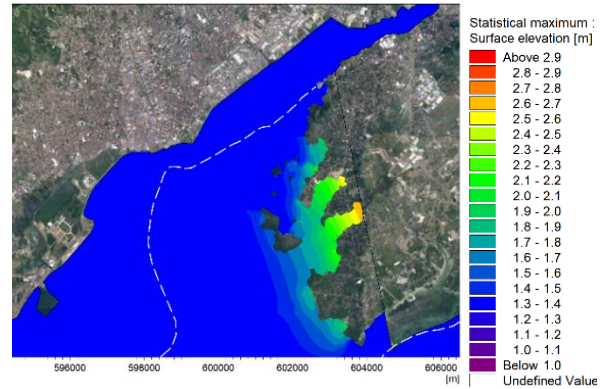 Statistical maximum :
Surface elevation [m]
Above 2.9
2.8 - 2.9
2.7 - 2.8
2.6 - 2.7
2.5 - 2.6
2.4 - 2.5
2.3 - 2.4
2.2 - 2.3
2.1 - 2.2
2.0 - 2.1
1.9 - 2.0
1.8 - 1.9
1.7 - 1.8
1.6 - 1.7
1.5 - 1.6
1.4 - 1.5
1.3 - 1.4
1.2 - 1.3
1.1 - 1.2
1.0 - 1.1
Below 1.0
Undefined Value
596000 598000 600000 602000 604000 606000
[m]